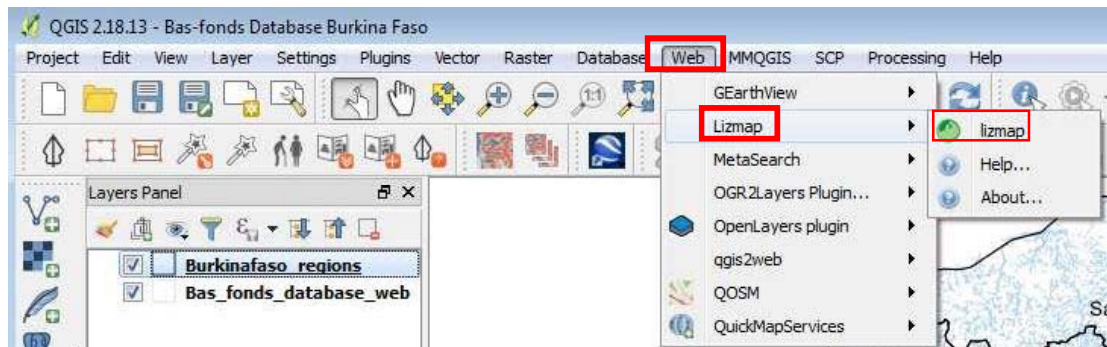 QGIS 2.18.13 - Bas-fonds Database Burkina Faso
Project Edit View Layer Settings Plugins Vector Raster Database Web MMQGIS SCP Processing Help
GEarthView
Lizmap
lizmap
MetaSearch
Help...
OGR2Layers Plugin...
About...
Layers Panel
OpenLayers plugin
qgis2web
Burkinafaso_regions
Bas_fonds_database_web
QOSM
QuickMapServices